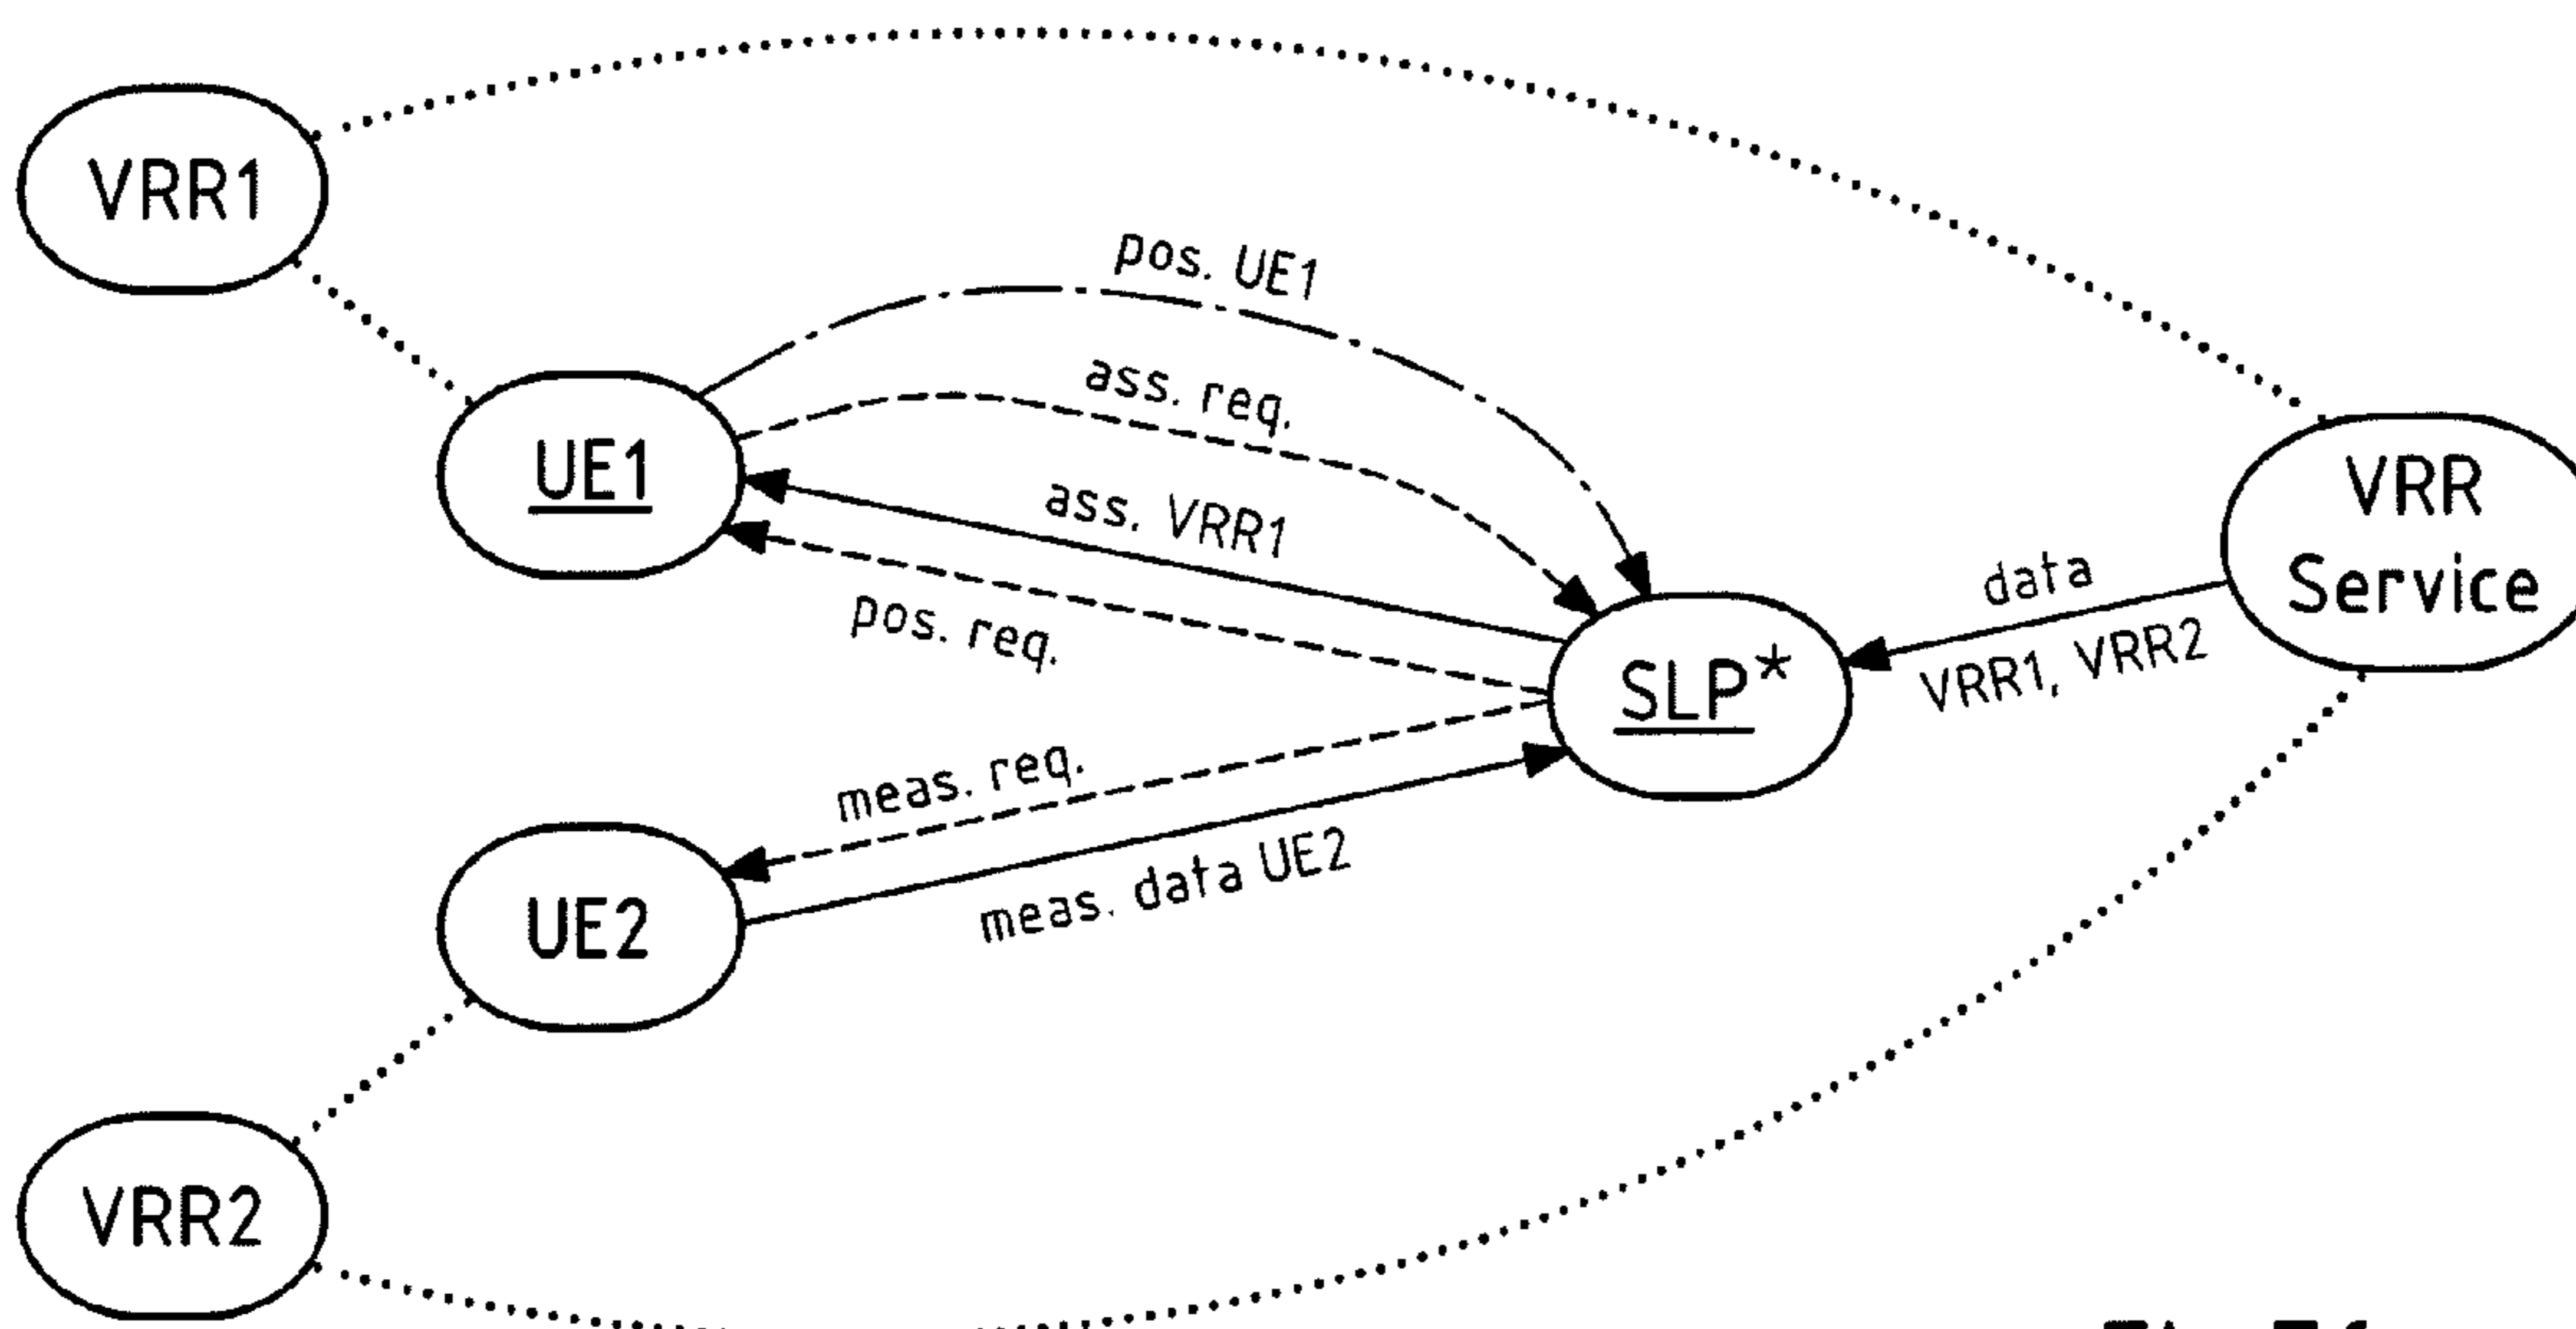 VRR1
pos. UE1
ass. req.
UE1
ass. VRR1
pos. req.
VRR
Service
data
VRR1, VRR2
SLP*
meas. req.
meas. data UE2
UE2
VRR2